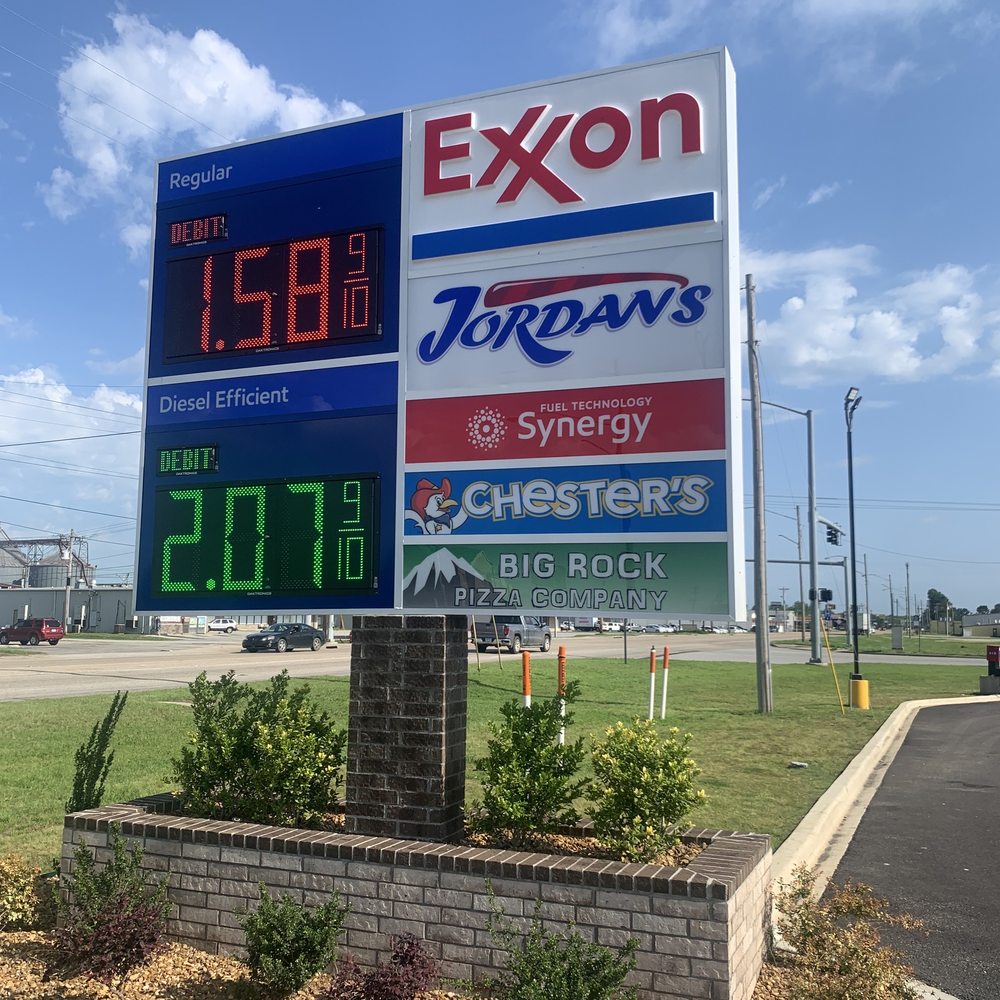 Regular
DEBIT
1.58 9/10
Diesel Efficient
DEBIT
2.07 9/10
Exxon
JORDAN'S
FUEL TECHNOLOGY
Synergy
CHESTER'S
BIG ROCK
PIZZA COMPANY